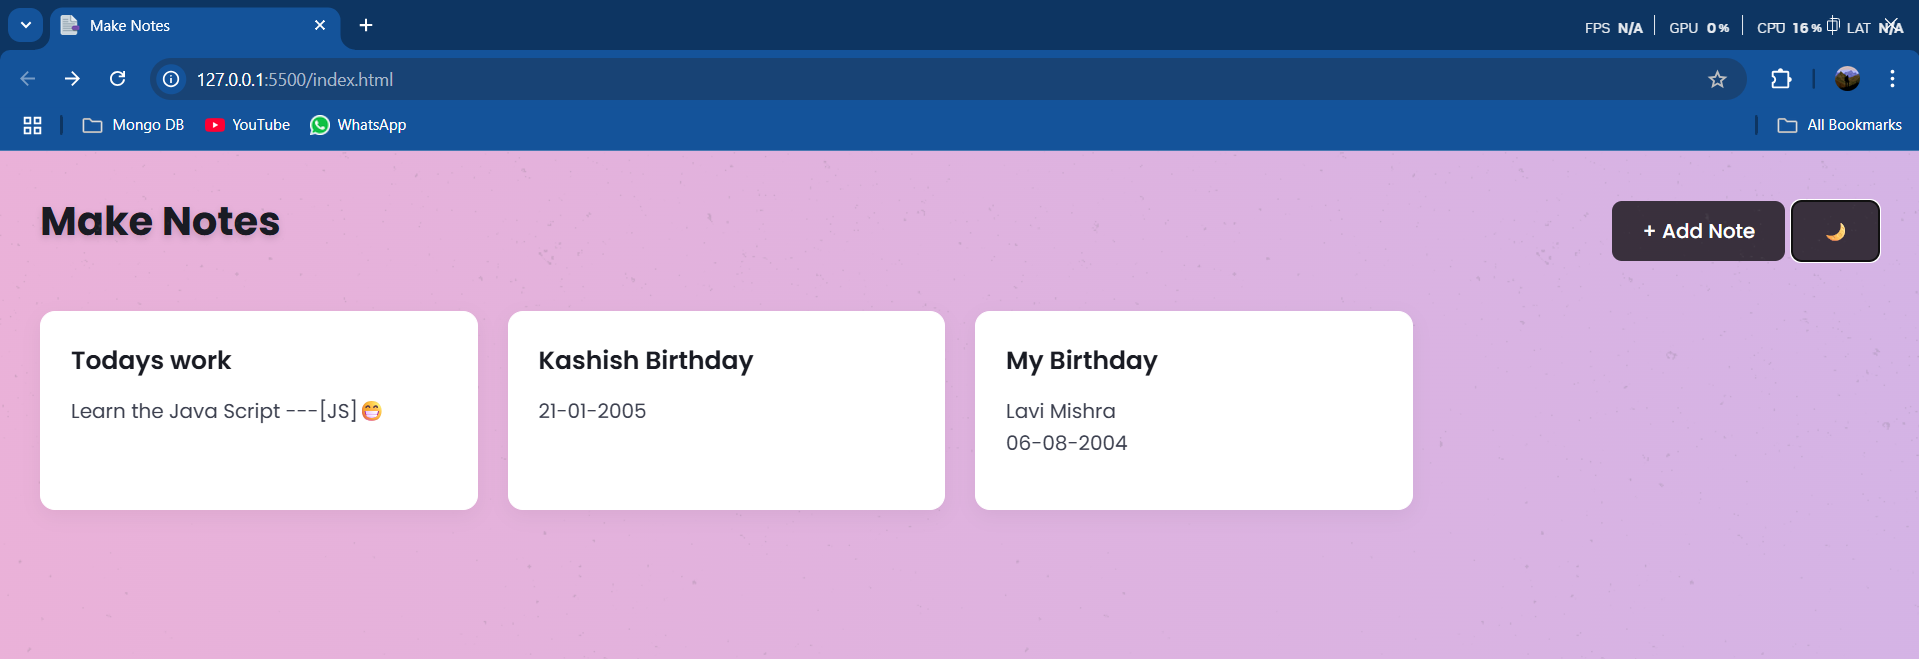 Make Notes
FPS N/A GPU 0% CPU 16% LAT N/A
127.0.0.1:5500/index.html
Mongo DB YouTube WhatsApp All Bookmarks
Make Notes
+ Add Note
Todays work
Learn the Java Script ---[JS]😁
Kashish Birthday
21-01-2005
My Birthday
Lavi Mishra
06-08-2004